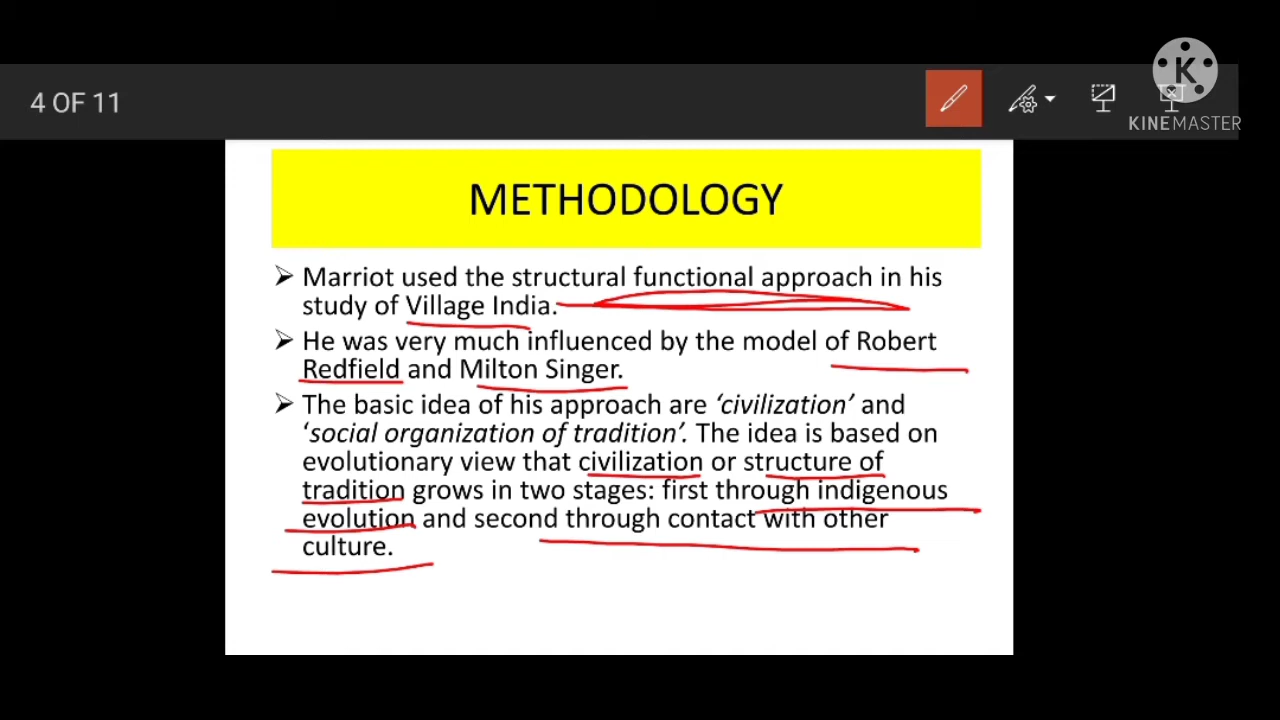 K
4 OF 11
KINEMASTER
METHODOLOGY
➢ Marriot used the structural functional approach in his
study of Village India.
➢ He was very much influenced by the model of Robert
Redfield and Milton Singer.
➢ The basic idea of his approach are ‘civilization’ and
‘social organization of tradition’. The idea is based on
evolutionary view that civilization or structure of
tradition grows in two stages: first through indigenous
evolution and second through contact with other
culture.